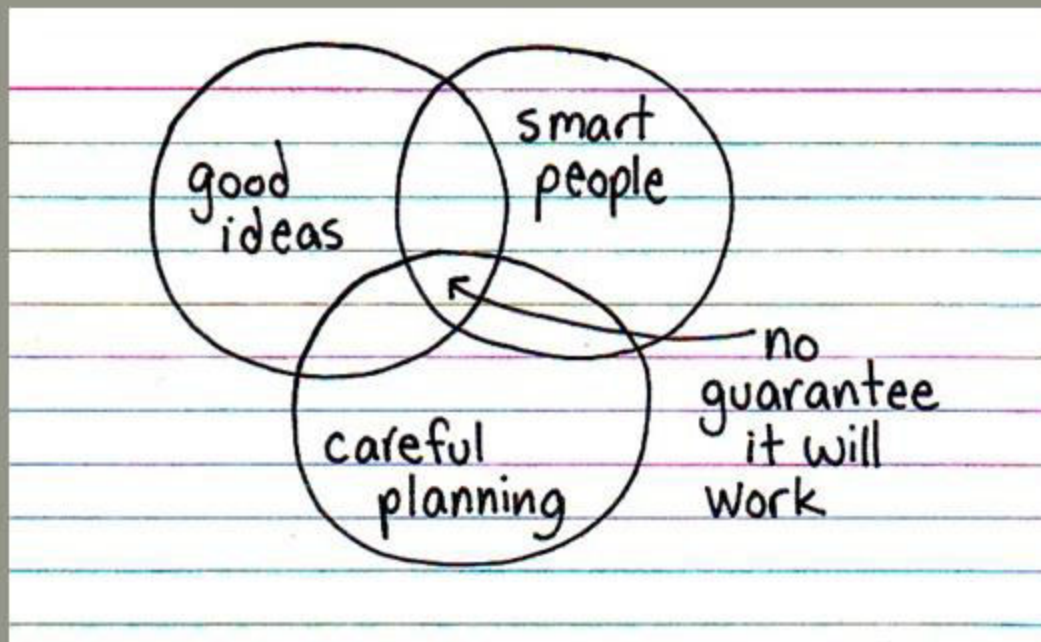 good
ideas
smart
people
careful
planning
no
guarantee
it will
work